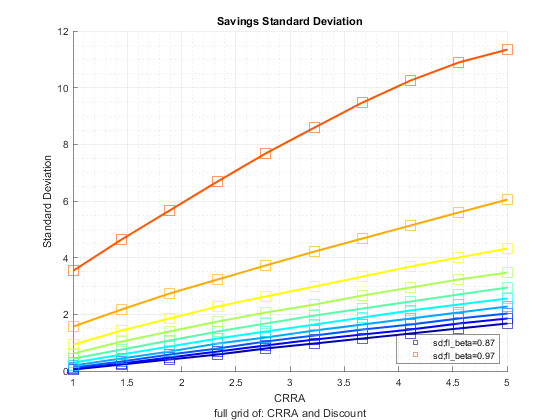 Savings Standard Deviation
12
10
8
6
4
2
0
Standard Deviation
sd;fl_beta=0.87
sd;fl_beta=0.97
1 1.5 2 2.5 3 3.5 4 4.5 5
CRRA
full grid of: CRRA and Discount